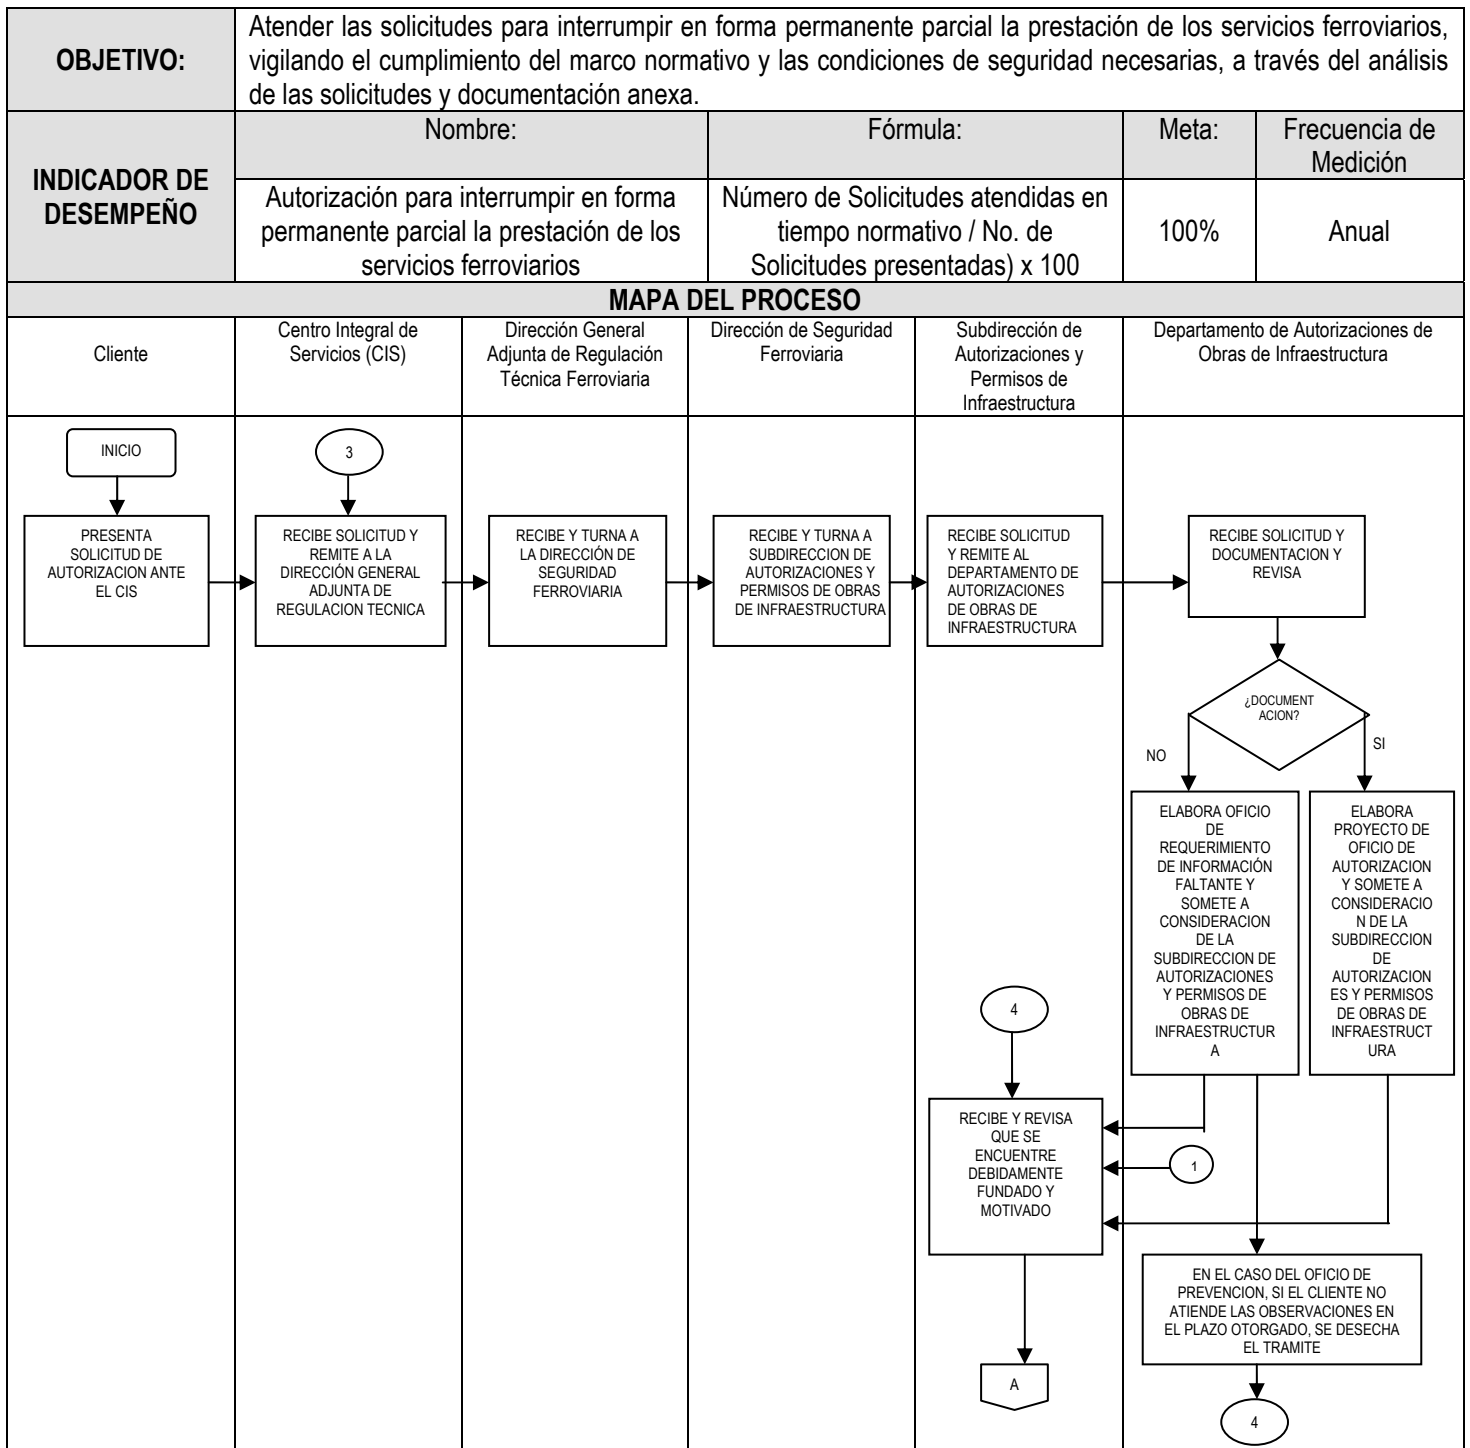 OBJETIVO:
Atender las solicitudes para interrumpir en forma permanente parcial la prestación de los servicios ferroviarios,
vigilando el cumplimiento del marco normativo y las condiciones de seguridad necesarias, a través del análisis
de las solicitudes y documentación anexa.
INDICADOR DE
DESEMPEÑO
Nombre:
Fórmula:
Meta:
Frecuencia de
Medición
Autorización para interrumpir en forma
permanente parcial la prestación de los
servicios ferroviarios
Número de Solicitudes atendidas en
tiempo normativo / No. de
Solicitudes presentadas) x 100
100%
Anual
MAPA DEL PROCESO
Cliente
Centro Integral de
Servicios (CIS)
Dirección General
Adjunta de Regulación
Técnica Ferroviaria
Dirección de Seguridad
Ferroviaria
Subdirección de
Autorizaciones y
Permisos de
Infraestructura
Departamento de Autorizaciones de
Obras de Infraestructura
INICIO
3
PRESENTA
SOLICITUD DE
AUTORIZACION ANTE
EL CIS
RECIBE SOLICITUD Y
REMITE A LA
DIRECCIÓN GENERAL
ADJUNTA DE
REGULACION TECNICA
RECIBE Y TURNA A
LA DIRECCIÓN DE
SEGURIDAD
FERROVIARIA
RECIBE Y TURNA A
SUBDIRECCION DE
AUTORIZACIONES Y
PERMISOS DE OBRAS
DE INFRAESTRUCTURA
RECIBE SOLICITUD
Y REMITE AL
DEPARTAMENTO DE
AUTORIZACIONES
DE OBRAS DE
INFRAESTRUCTURA
RECIBE SOLICITUD Y
DOCUMENTACION Y
REVISA
¿DOCUMENT
ACION?
NO
SI
ELABORA OFICIO
DE
REQUERIMIENTO
DE INFORMACIÓN
FALTANTE Y
SOMETE A
CONSIDERACION
DE LA
SUBDIRECCION DE
AUTORIZACIONES
Y PERMISOS DE
OBRAS DE
INFRAESTRUCTUR
A
ELABORA
PROYECTO DE
OFICIO DE
AUTORIZACION
Y SOMETE A
CONSIDERACIO
N DE LA
SUBDIRECCION
DE
AUTORIZACION
ES Y PERMISOS
DE OBRAS DE
INFRAESTRUCT
URA
4
RECIBE Y REVISA
QUE SE
ENCUENTRE
DEBIDAMENTE
FUNDADO Y
MOTIVADO
1
EN EL CASO DEL OFICIO DE
PREVENCION, SI EL CLIENTE NO
ATIENDE LAS OBSERVACIONES EN
EL PLAZO OTORGADO, SE DESECHA
EL TRAMITE
A
4